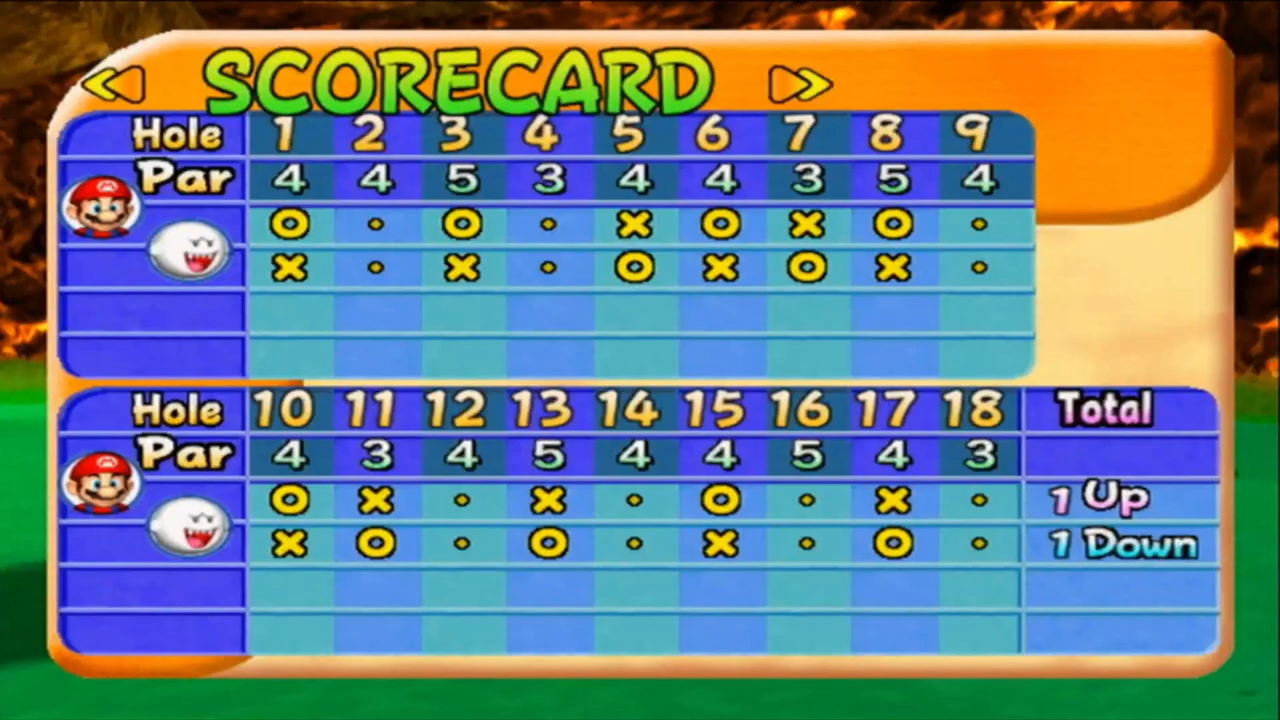 SCORECARD
Hole 1 2 3 4 5 6 7 8 9
Par 4 4 5 3 4 4 3 5 4
O • O • X O X O •
X • X • O X O X •
Hole 10 11 12 13 14 15 16 17 18 Total
Par 4 3 4 5 4 4 5 4 3
O X • X • O • X • 1 Up
X O • O • X • O • 1 Down